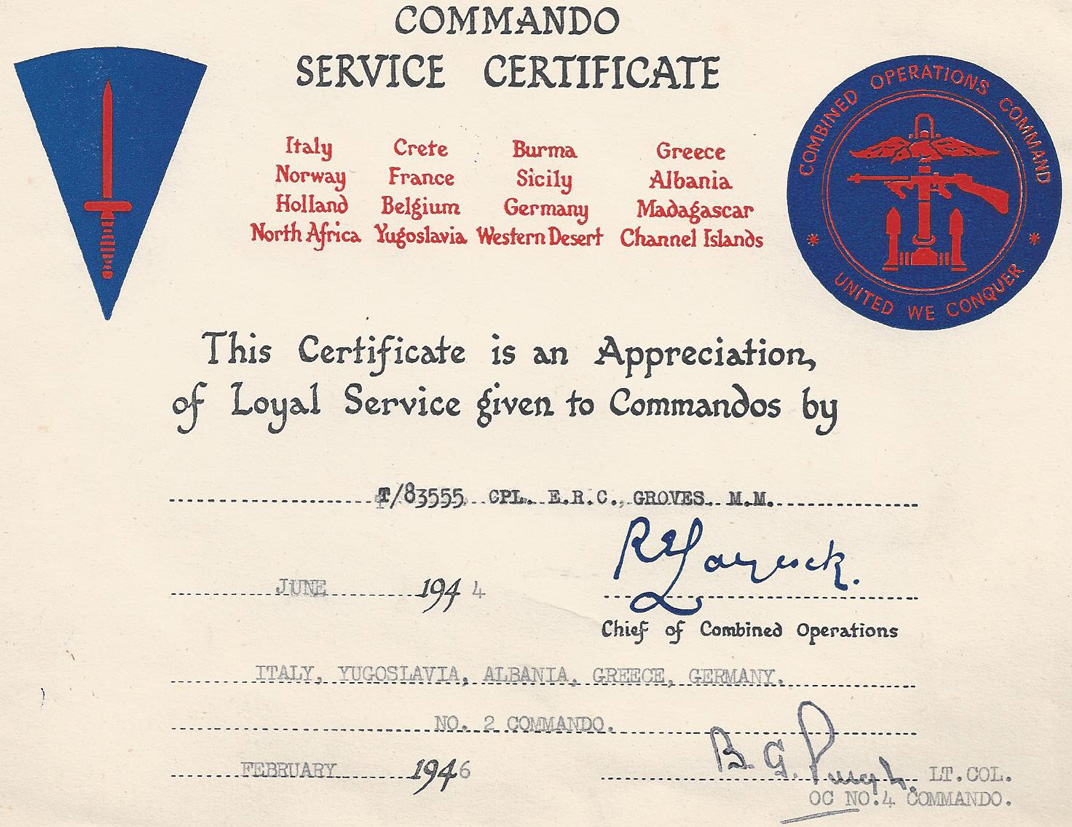 COMMANDO
SERVICE CERTIFICATE
Italy Crete Burma Greece
Norway France Sicily Albania
Holland Belgium Germany Madagascar
North Africa Yugoslavia Western Desert Channel Islands
COMBINED OPERATIONS COMMAND
UNITED WE CONQUER
This Certificate is an Appreciation,
of Loyal Service given to Commandos by
T/83555 CPL. E.R.C., GROVES. M.M.
R E Laycock.
JUNE 1944
Chief of Combined Operations
ITALY, YUGOSLAVIA, ALBANIA, GREECE, GERMANY.
NO. 2 COMMANDO.
FEBRUARY 1946
B. G. Pugh. LT.COL.
OC NO.4 COMMANDO.